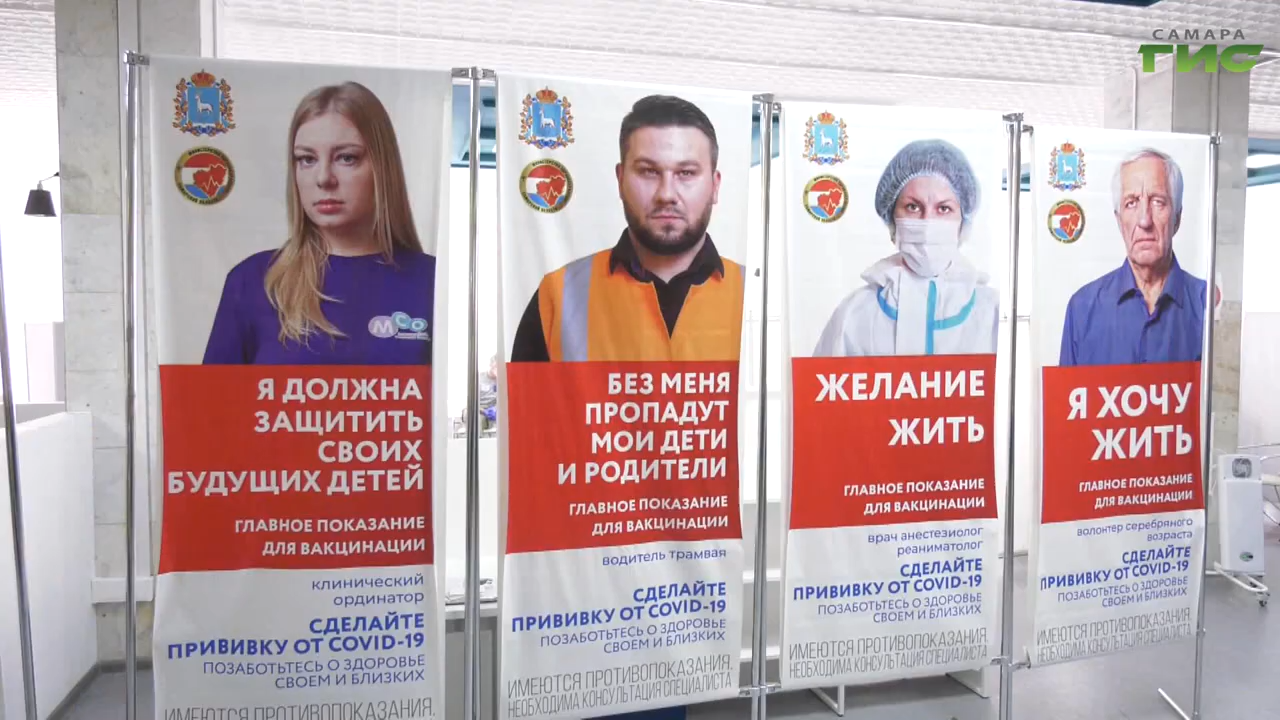 САМАРА
ГИС
МСО
Я ДОЛЖНА
ЗАЩИТИТЬ
СВОИХ
БУДУЩИХ ДЕТЕЙ
ГЛАВНОЕ ПОКАЗАНИЕ
ДЛЯ ВАКЦИНАЦИИ
клинический
ординатор
СДЕЛАЙТЕ
ПРИВИВКУ ОТ COVID-19
ПОЗАБОТЬТЕСЬ О ЗДОРОВЬЕ
СВОЕМ И БЛИЗКИХ
ИМЕЮТСЯ ПРОТИВОПОКАЗАНИЯ.
БЕЗ МЕНЯ
ПРОПАДУТ
МОИ ДЕТИ
И РОДИТЕЛИ
ГЛАВНОЕ ПОКАЗАНИЕ
ДЛЯ ВАКЦИНАЦИИ
водитель трамвая
СДЕЛАЙТЕ
ПРИВИВКУ ОТ COVID-19
ПОЗАБОТЬТЕСЬ О ЗДОРОВЬЕ
СВОЕМ И БЛИЗКИХ
ИМЕЮТСЯ ПРОТИВОПОКАЗАНИЯ.
НЕОБХОДИМА КОНСУЛЬТАЦИЯ СПЕЦИАЛИСТА
ЖЕЛАНИЕ
ЖИТЬ
ГЛАВНОЕ ПОКАЗАНИЕ
ДЛЯ ВАКЦИНАЦИИ
врач анестезиолог
реаниматолог
СДЕЛАЙТЕ
ПРИВИВКУ ОТ COVID-19
ПОЗАБОТЬТЕСЬ О ЗДОРОВЬЕ
СВОЕМ И БЛИЗКИХ
ИМЕЮТСЯ ПРОТИВОПОКАЗАНИЯ.
НЕОБХОДИМА КОНСУЛЬТАЦИЯ СПЕЦИАЛИСТА
Я ХОЧУ
ЖИТЬ
ГЛАВНОЕ ПОКАЗАНИЕ
ДЛЯ ВАКЦИНАЦИИ
волонтер серебряного
возраста
СДЕЛАЙТЕ
ПРИВИВКУ ОТ COVID-19
ПОЗАБОТЬТЕСЬ О ЗДОРОВЬЕ
СВОЕМ И БЛИЗКИХ
ИМЕЮТСЯ ПРОТИВОПОКАЗАНИЯ.
НЕОБХОДИМА КОНСУЛЬТАЦИЯ СПЕЦИАЛИСТА